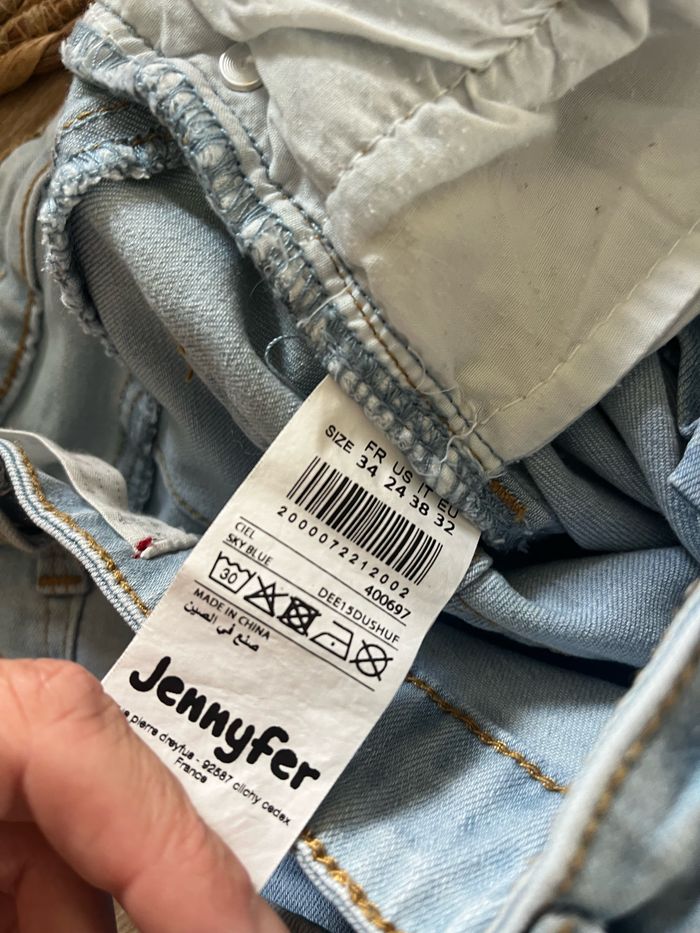 FR US IT EU
SIZE 34 24 38 32
2000072212002
CIEL
SKY BLUE
400697
DEE15DUSHUF
30
MADE IN CHINA
صنع في الصين
Jennyfer
pierre dreyfus - 92587 clichy cedex
France